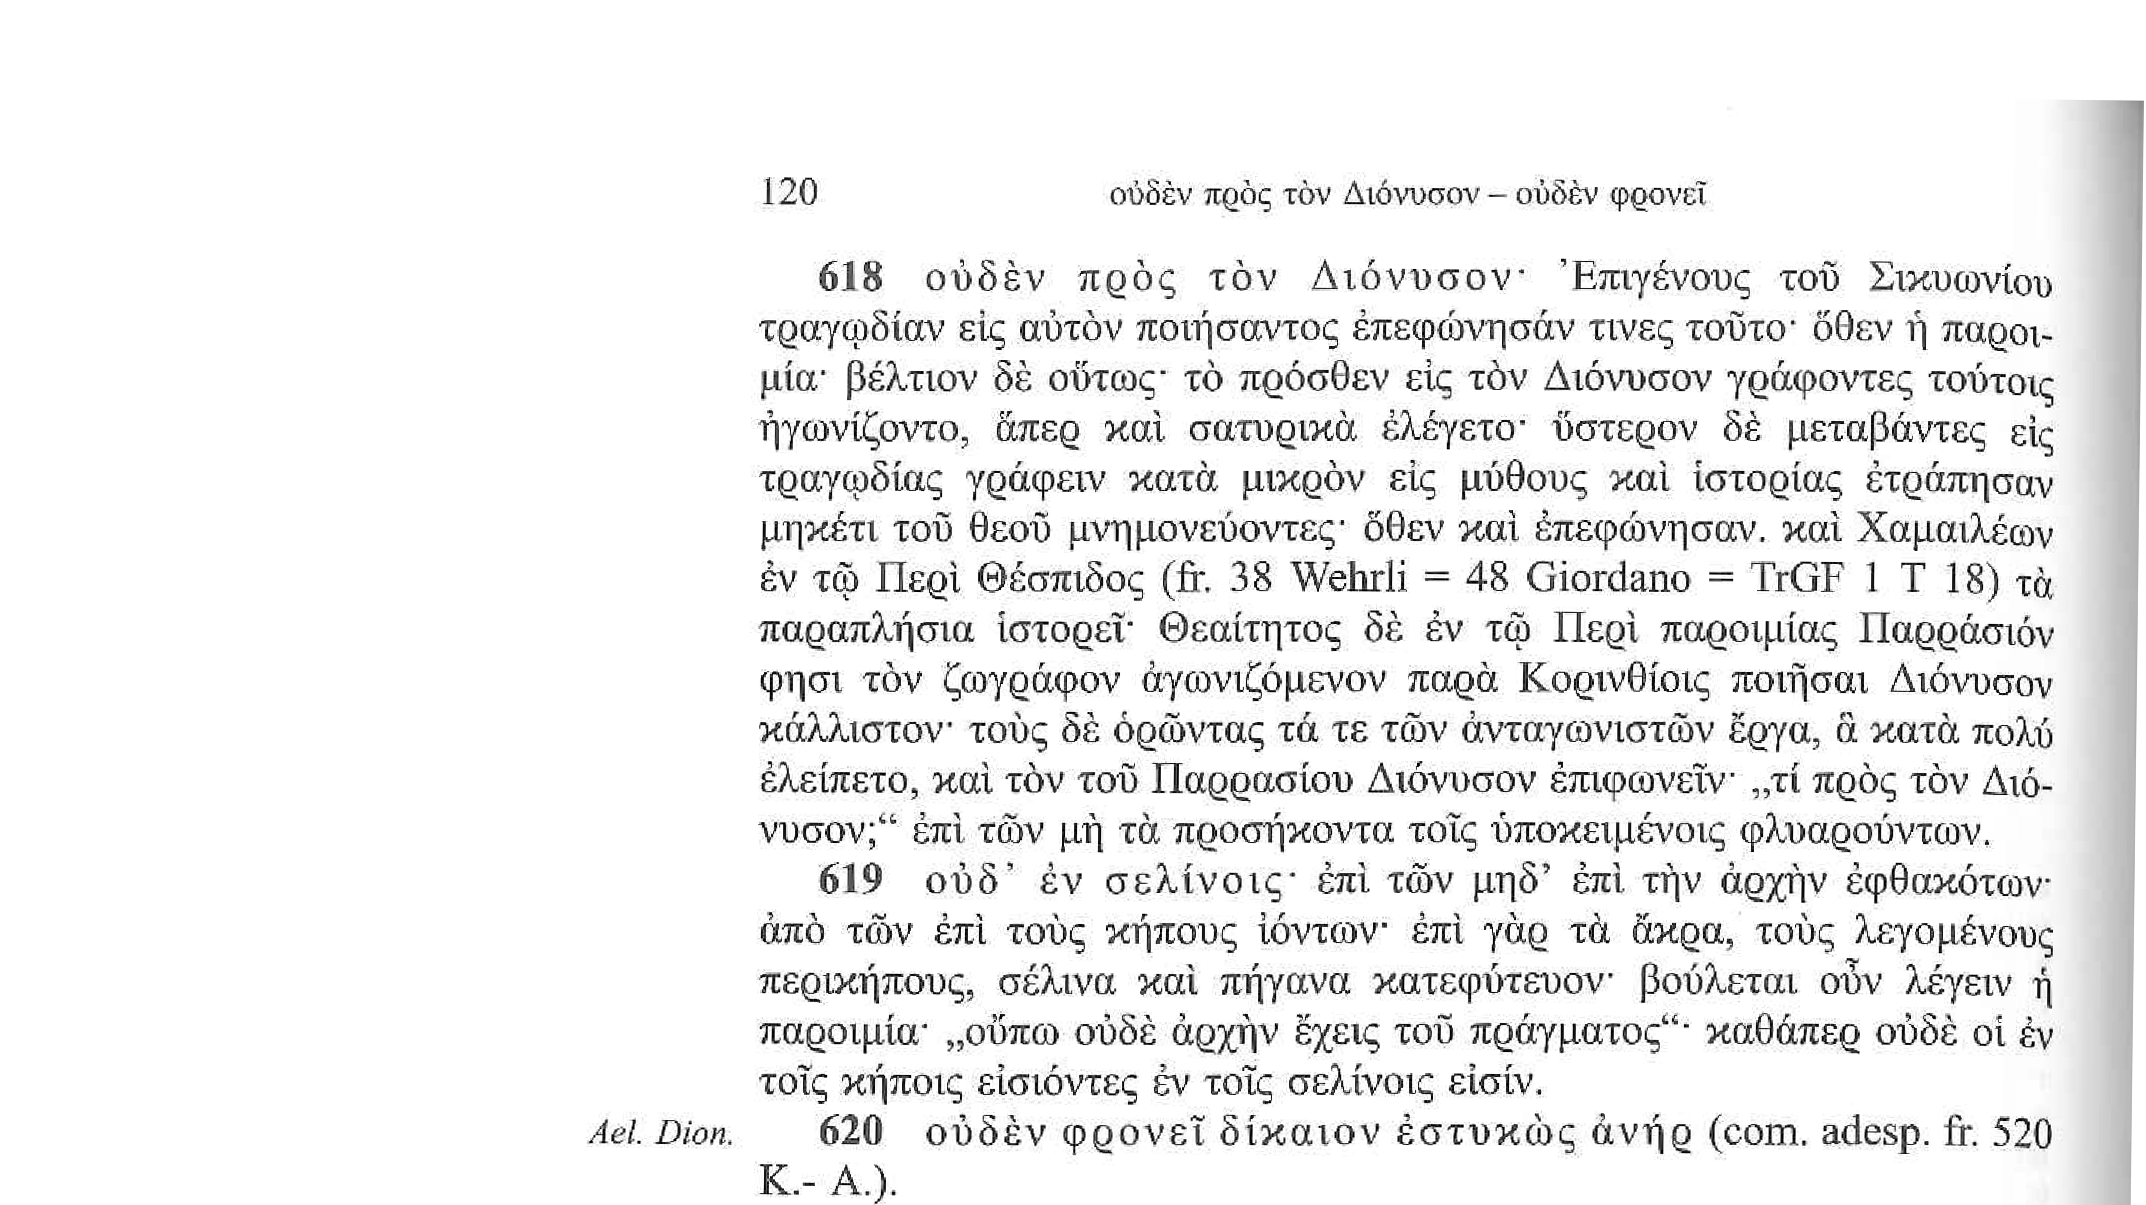 120 οὐδὲν πρὸς τὸν Διόνυσον – οὐδὲν φρονεῖ
618 οὐδὲν πρὸς τὸν Διόνυσον· Ἐπιγένους τοῦ Σικυωνίου
τραγῳδίαν εἰς αὐτὸν ποιήσαντος ἐπεφώνησάν τινες τοῦτο· ὅθεν ἡ παροι-
μία· βέλτιον δὲ οὕτως· τὸ πρόσθεν εἰς τὸν Διόνυσον γράφοντες τούτοις
ἠγωνίζοντο, ἅπερ καὶ σατυρικὰ ἐλέγετο· ὕστερον δὲ μεταβάντες εἰς
τραγῳδίας γράφειν κατὰ μικρὸν εἰς μύθους καὶ ἱστορίας ἐτράπησαν
μηκέτι τοῦ θεοῦ μνημονεύοντες· ὅθεν καὶ ἐπεφώνησαν. καὶ Χαμαιλέων
ἐν τῷ Περὶ Θέσπιδος (fr. 38 Wehrli = 48 Giordano = TrGF 1 T 18) τὰ
παραπλήσια ἱστορεῖ· Θεαίτητος δὲ ἐν τῷ Περὶ παροιμίας Παρράσιόν
φησι τὸν ζωγράφον ἀγωνιζόμενον παρὰ Κορινθίοις ποιῆσαι Διόνυσον
κάλλιστον· τοὺς δὲ ὁρῶντας τά τε τῶν ἀνταγωνιστῶν ἔργα, ἃ κατὰ πολύ
ἐλείπετο, καὶ τὸν τοῦ Παρρασίου Διόνυσον ἐπιφωνεῖν· „τί πρὸς τὸν Διό-
νυσον;“ ἐπὶ τῶν μὴ τὰ προσήκοντα τοῖς ὑποκειμένοις φλυαρούντων.
619 οὐδ’ ἐν σελίνοις· ἐπὶ τῶν μηδ’ ἐπὶ τὴν ἀρχὴν ἐφθακότων·
ἀπὸ τῶν ἐπὶ τοὺς κήπους ἰόντων· ἐπὶ γὰρ τὰ ἄκρα, τοὺς λεγομένους
περικήπους, σέλινα καὶ πήγανα κατεφύτευον· βούλεται οὖν λέγειν ἡ
παροιμία· „οὔπω οὐδὲ ἀρχὴν ἔχεις τοῦ πράγματος“· καθάπερ οὐδὲ οἱ ἐν
τοῖς κήποις εἰσιόντες ἐν τοῖς σελίνοις εἰσίν.
Ael. Dion. 620 οὐδὲν φρονεῖ δίκαιον ἐστυκὼς ἀνήρ (com. adesp. fr. 520
K.- A.).